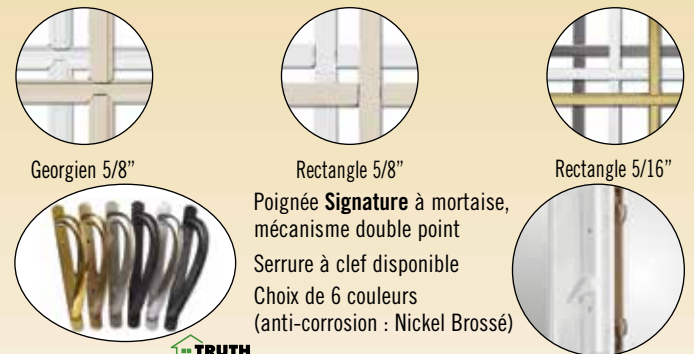 Georgien 5/8”
Rectangle 5/8”
Rectangle 5/16”
Poignée Signature à mortaise,
mécanisme double point
Serrure à clef disponible
Choix de 6 couleurs
(anti-corrosion : Nickel Brossé)
TRUTH